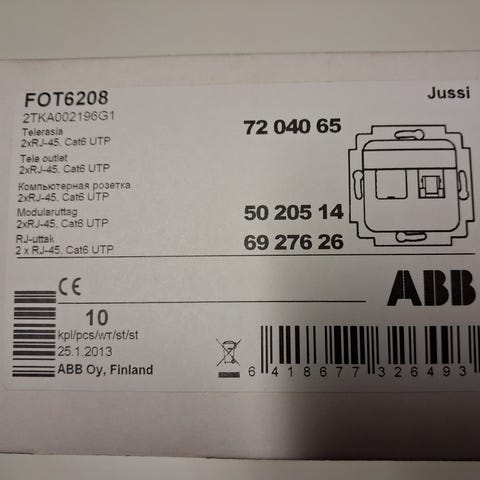 FOT6208
Jussi
2TKA002196G1
Telerasia
2xRJ-45, Cat6 UTP
72 040 65
Tele outlet
2xRJ-45, Cat6 UTP
Компьютерная розетка
2xRJ-45, Cat6 UTP
Modularuttag
2xRJ-45, Cat6 UTP
50 205 14
RJ-uttak
2 x RJ-45, Cat6 UTP
69 276 26
CE
ABB
10
kpl/pcs/шт/st/st
25.1.2013
ABB Oy, Finland
6 418677 326493